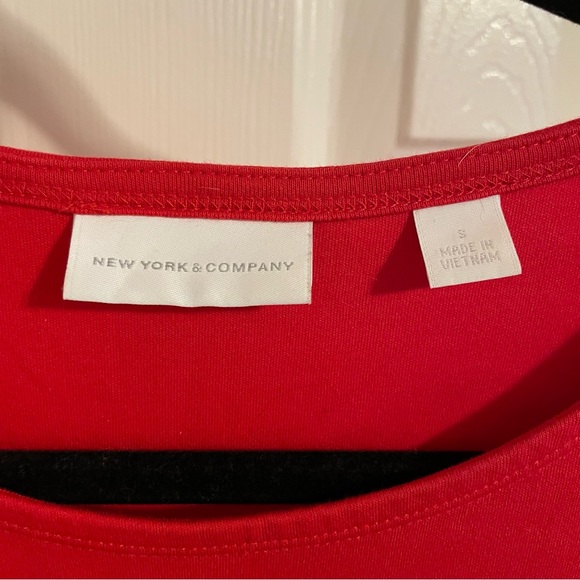 NEW YORK & COMPANY
S
MADE IN
VIETNAM